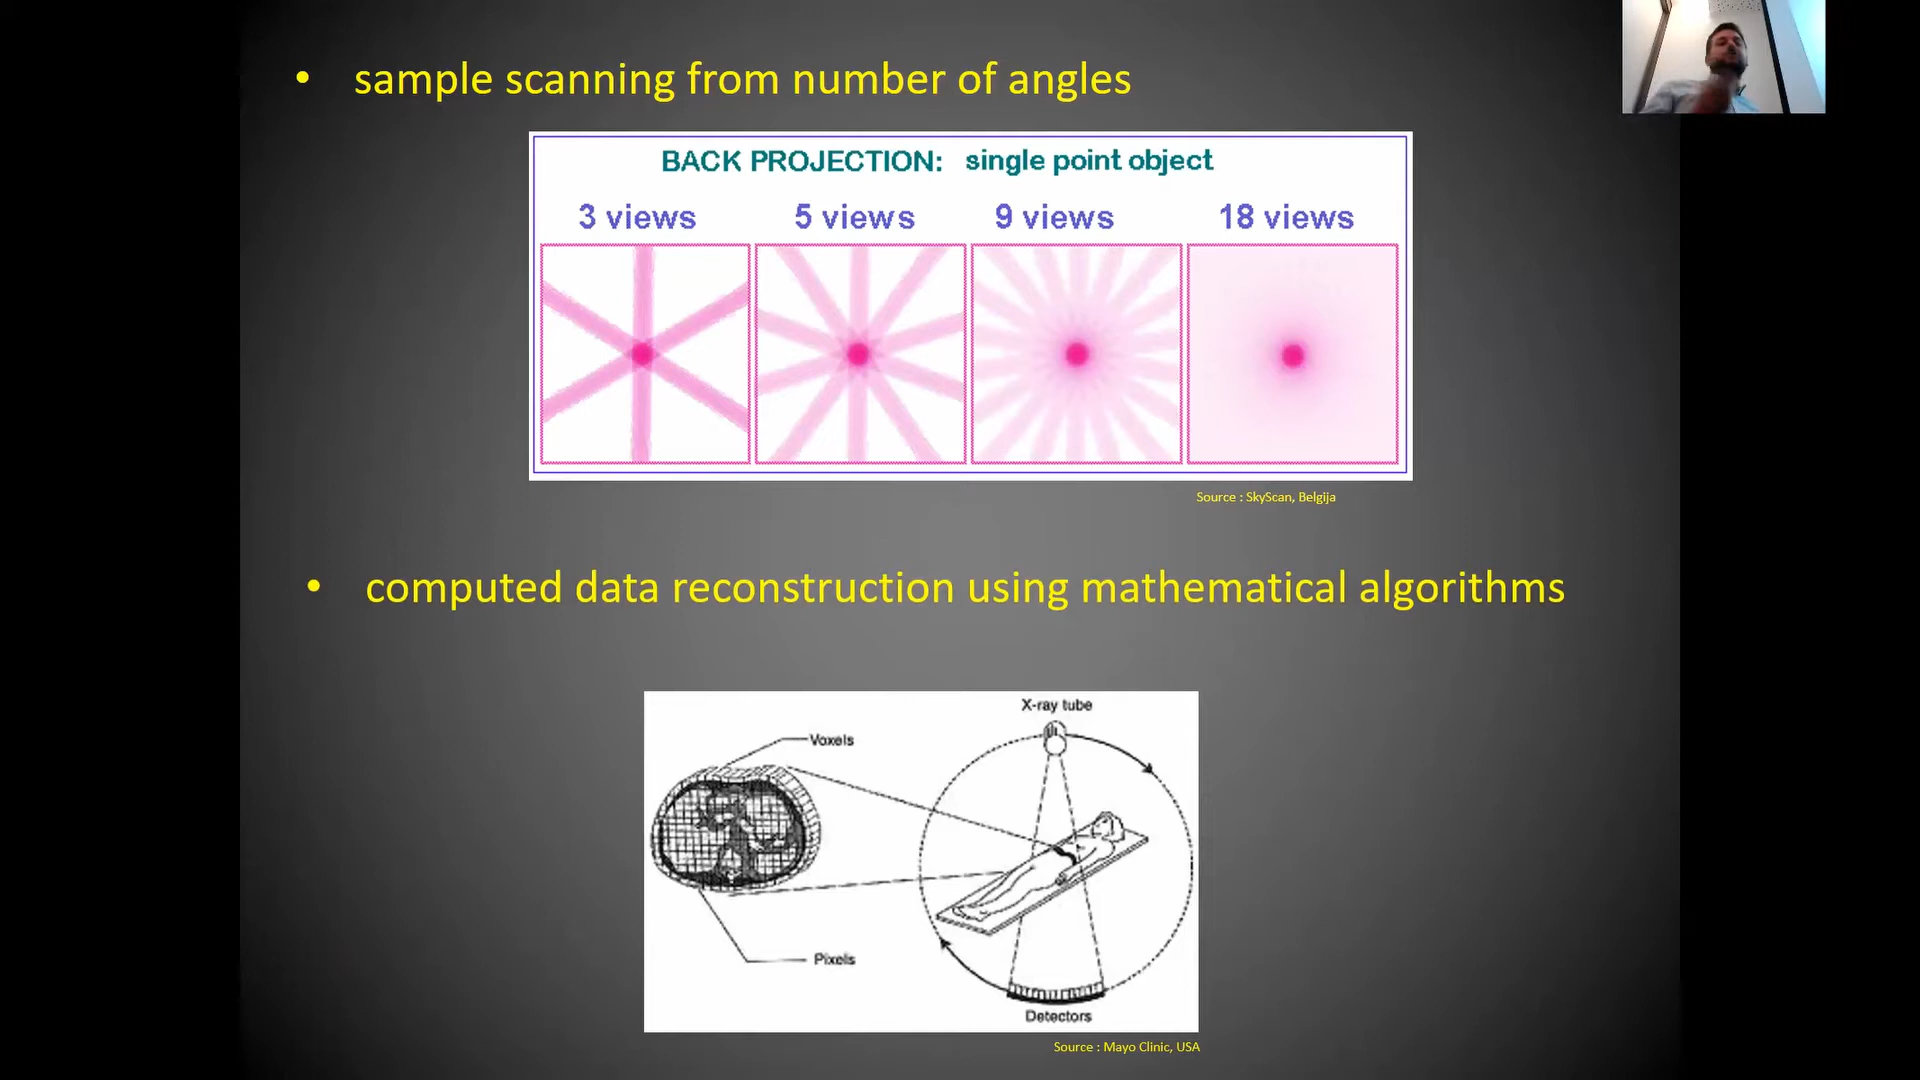 • sample scanning from number of angles
BACK PROJECTION: single point object
3 views 5 views 9 views 18 views
Source : SkyScan, Belgija
• computed data reconstruction using mathematical algorithms
X-ray tube
Voxels
Pixels
Detectors
Source : Mayo Clinic, USA